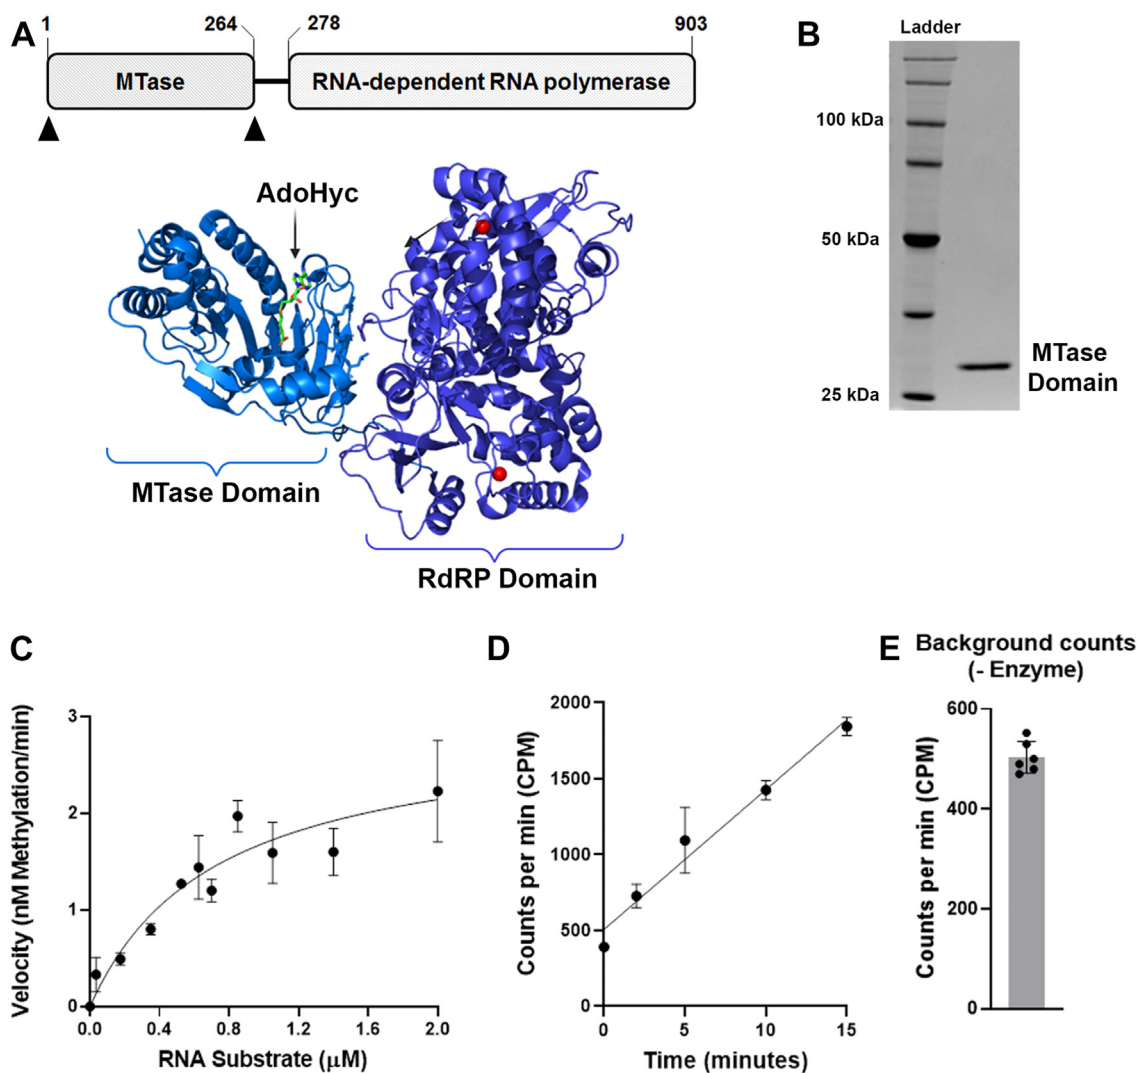 A
1
264
278
903
MTase
RNA-dependent RNA polymerase
AdoHyc
MTase Domain
RdRP Domain
B
Ladder
100 kDa
50 kDa
25 kDa
MTase
Domain
C
Velocity (nM Methylation/min)
3
2
1
0
0.0
0.4
0.8
1.2
1.6
2.0
RNA Substrate (μM)
D
Counts per min (CPM)
2000
1500
1000
500
0
0
5
10
15
Time (minutes)
E
Background counts
(- Enzyme)
Counts per min (CPM)
600
400
200
0